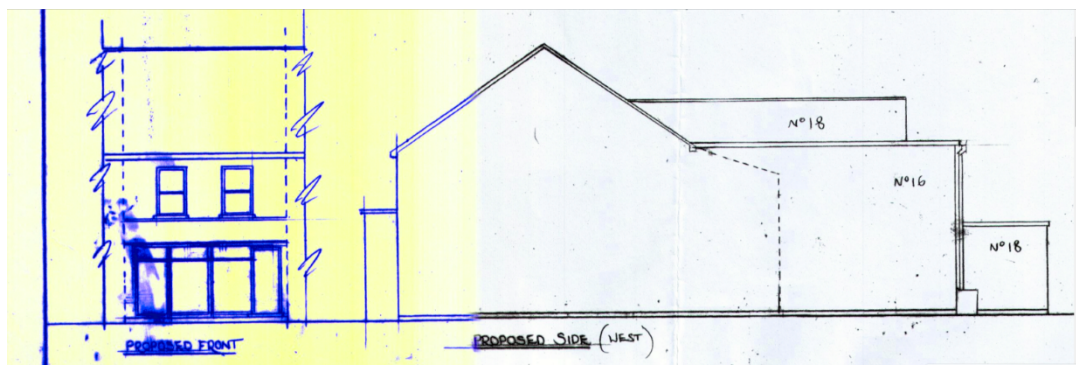 Nº18
Nº16
Nº18
PROPOSED FRONT
PROPOSED SIDE (WEST)